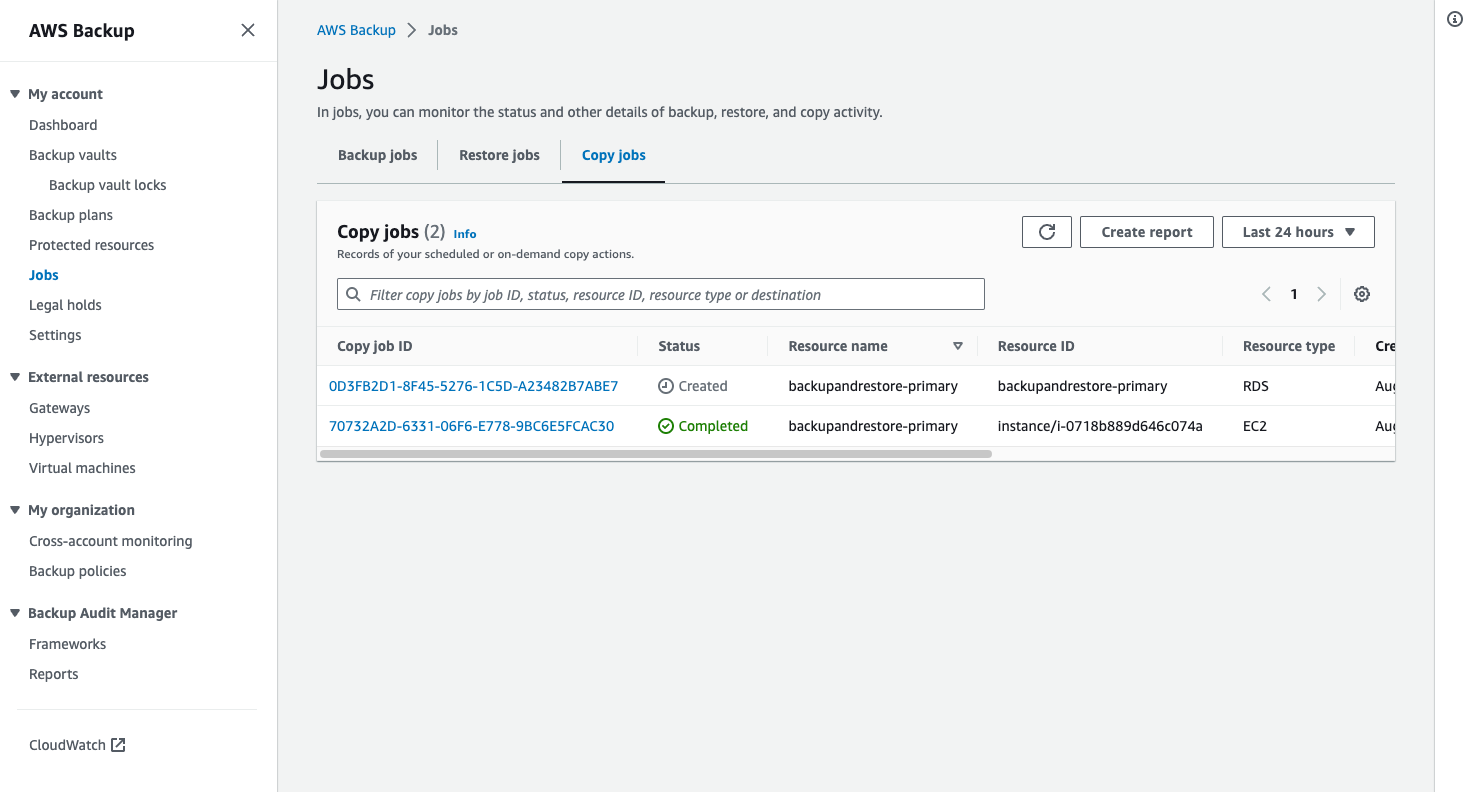 AWS Backup
My account
Dashboard
Backup vaults
Backup vault locks
Backup plans
Protected resources
Jobs
Legal holds
Settings
External resources
Gateways
Hypervisors
Virtual machines
My organization
Cross-account monitoring
Backup policies
Backup Audit Manager
Frameworks
Reports
CloudWatch
AWS Backup > Jobs
Jobs
In jobs, you can monitor the status and other details of backup, restore, and copy activity.
Backup jobs Restore jobs Copy jobs
Copy jobs (2) Info Create report Last 24 hours
Records of your scheduled or on-demand copy actions.
Filter copy jobs by job ID, status, resource ID, resource type or destination 1
Copy job ID Status Resource name Resource ID Resource type Cre
0D3FB2D1-8F45-5276-1C5D-A23482B7ABE7 Created backupandrestore-primary backupandrestore-primary RDS Aug
70732A2D-6331-06F6-E778-9BC6E5FCAC30 Completed backupandrestore-primary instance/i-0718b889d646c074a EC2 Aug